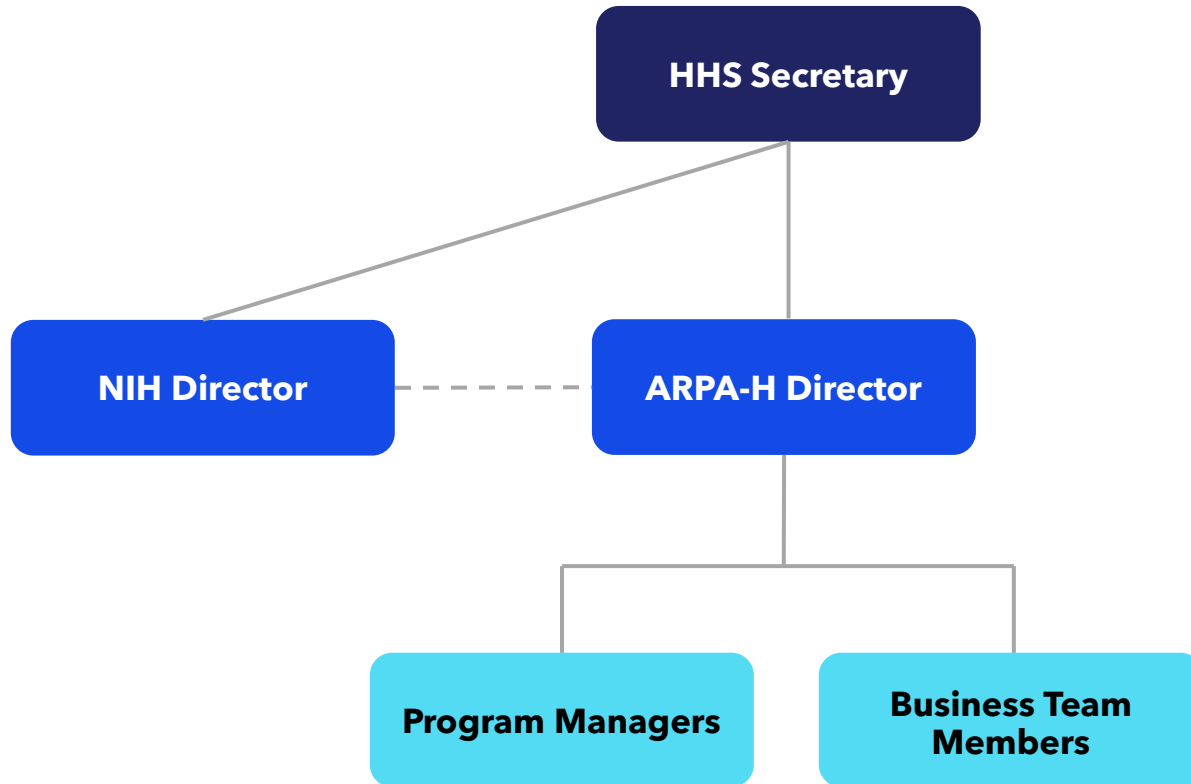 HHS Secretary
NIH Director
ARPA-H Director
Program Managers
Business Team
Members